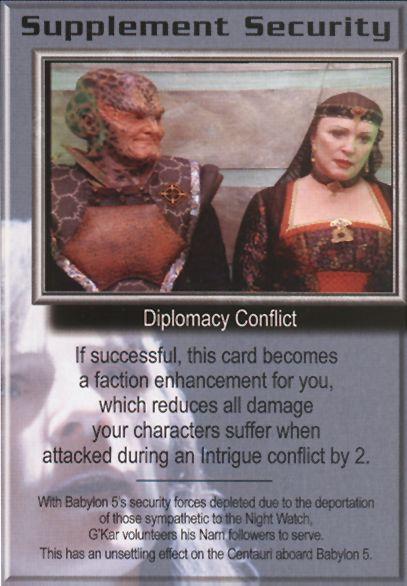 Supplement Security
Diplomacy Conflict
If successful, this card becomes
a faction enhancement for you,
which reduces all damage
your characters suffer when
attacked during an Intrigue conflict by 2.
With Babylon 5's security forces depleted due to the deportation
of those sympathetic to the Night Watch,
G'Kar volunteers his Narn followers to serve.
This has an unsettling effect on the Centauri aboard Babylon 5.